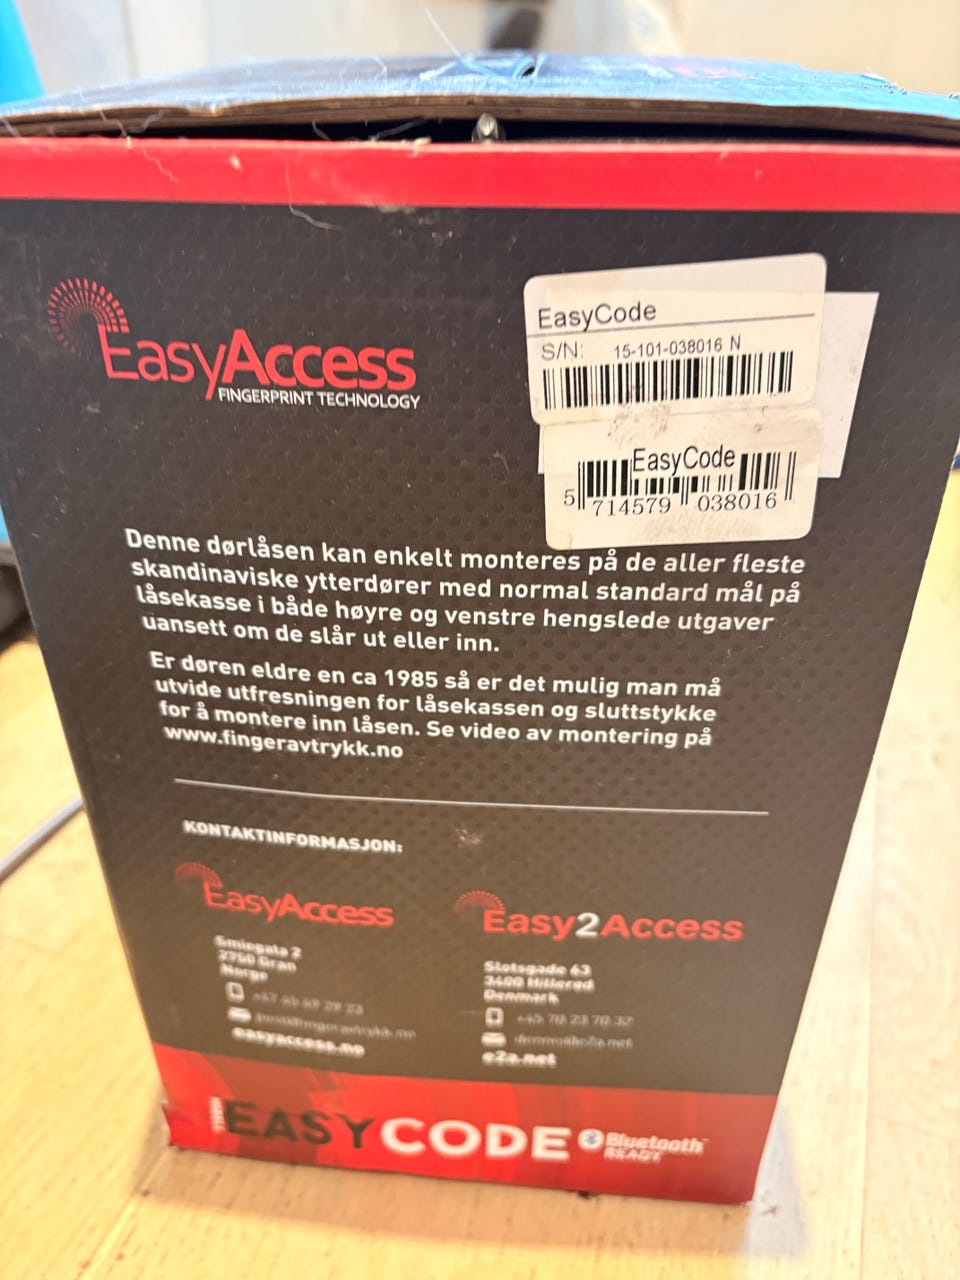 EasyAccess
FINGERPRINT TECHNOLOGY
EasyCode
S/N: 15-101-038016 N
EasyCode
5 714579 038016
Denne dørlåsen kan enkelt monteres på de aller fleste
skandinaviske ytterdører med normal standard mål på
låsekasse i både høyre og venstre hengslede utgaver
uansett om de slår ut eller inn.
Er døren eldre en ca 1985 så er det mulig man må
utvide utfresningen for låsekassen og sluttstykke
for å montere inn låsen. Se video av montering på
www.fingeravtrykk.no
KONTAKTINFORMASJON:
EasyAccess
Smiegata 2
2750 Gran
Norge
easyaccess.no
Easy2Access
Slotsgade 63
3400 Hillerød
Denmark
e2a.net
EASYCODE
Bluetooth
READY